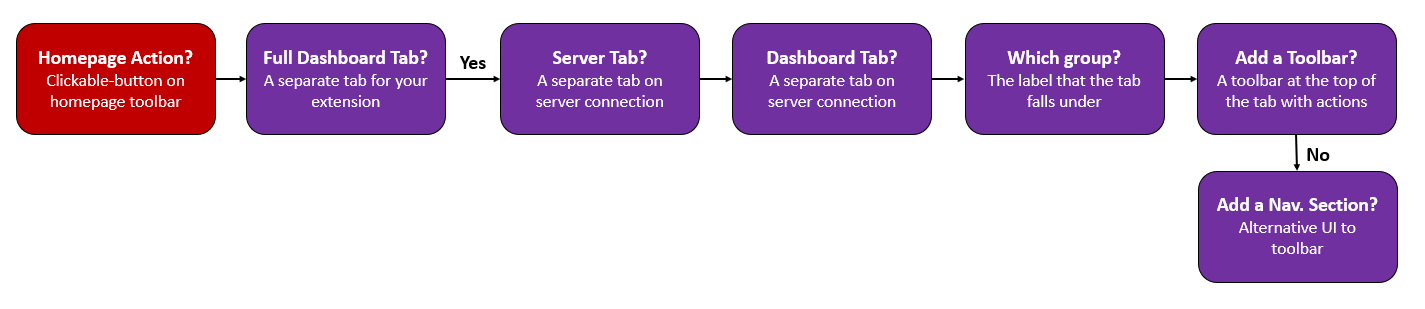 Homepage Action?
Clickable-button on
homepage toolbar
Full Dashboard Tab?
A separate tab for your
extension
Yes
Server Tab?
A separate tab on
server connection
Dashboard Tab?
A separate tab on
server connection
Which group?
The label that the tab
falls under
Add a Toolbar?
A toolbar at the top of
the tab with actions
No
Add a Nav. Section?
Alternative UI to
toolbar